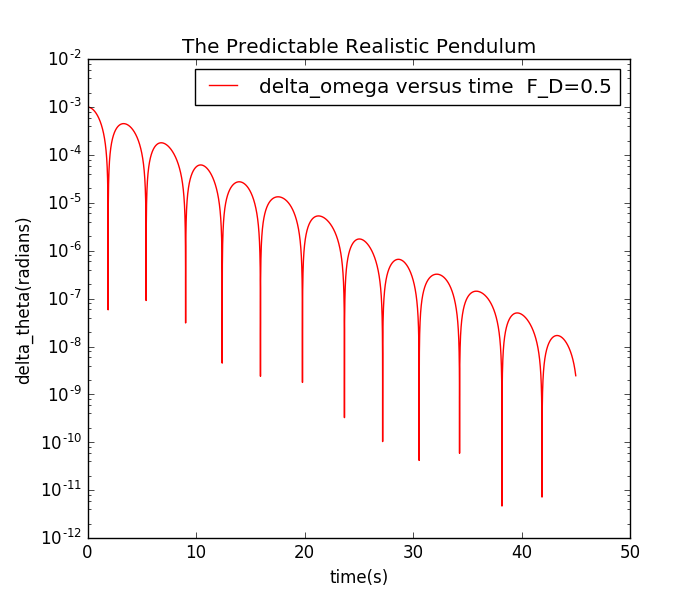 The Predictable Realistic Pendulum
delta_omega versus time  F_D=0.5
delta_theta(radians)
10^-2
10^-3
10^-4
10^-5
10^-6
10^-7
10^-8
10^-9
10^-10
10^-11
10^-12
0 10 20 30 40 50
time(s)